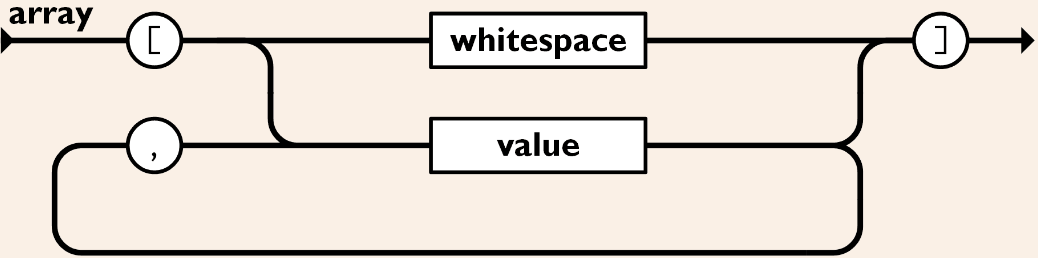 array
[ whitespace ]
, value